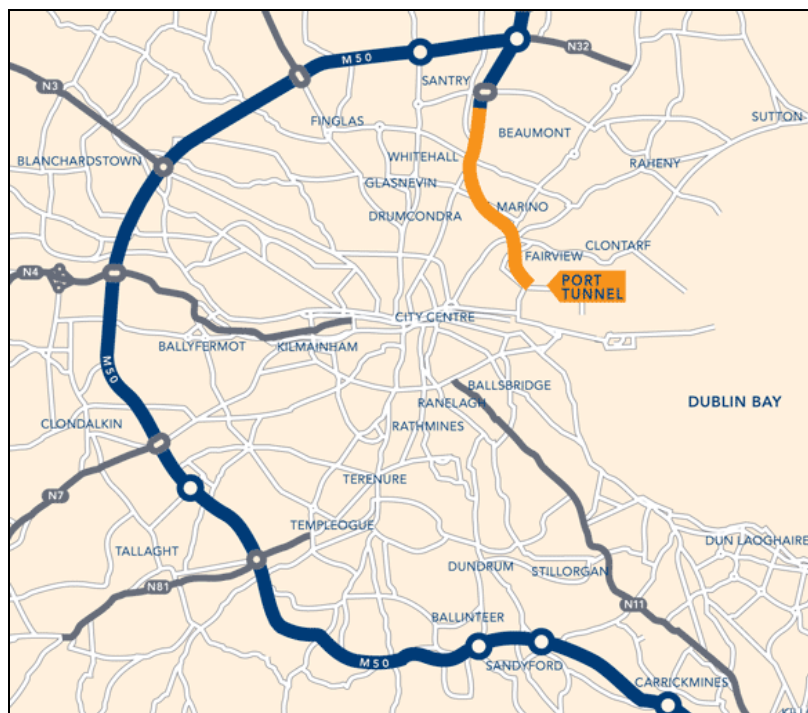 M50
N32
N3
SANTRY
SUTTON
FINGLAS
BEAUMONT
BLANCHARDSTOWN
WHITEHALL
RAHENY
GLASNEVIN
DRUMCONDRA
MARINO
CLONTARF
FAIRVIEW
N4
PORT
TUNNEL
CITY CENTRE
BALLYFERMOT
KILMAINHAM
M50
BALLSBRIDGE
RANELAGH
DUBLIN BAY
CLONDALKIN
RATHMINES
TERENURE
N7
TEMPLEOGUE
DUN LAOGHAIRE
TALLAGHT
DUNDRUM
STILLORGAN
N81
N11
BALLINTEER
M50
SANDYFORD
CARRICKMINES